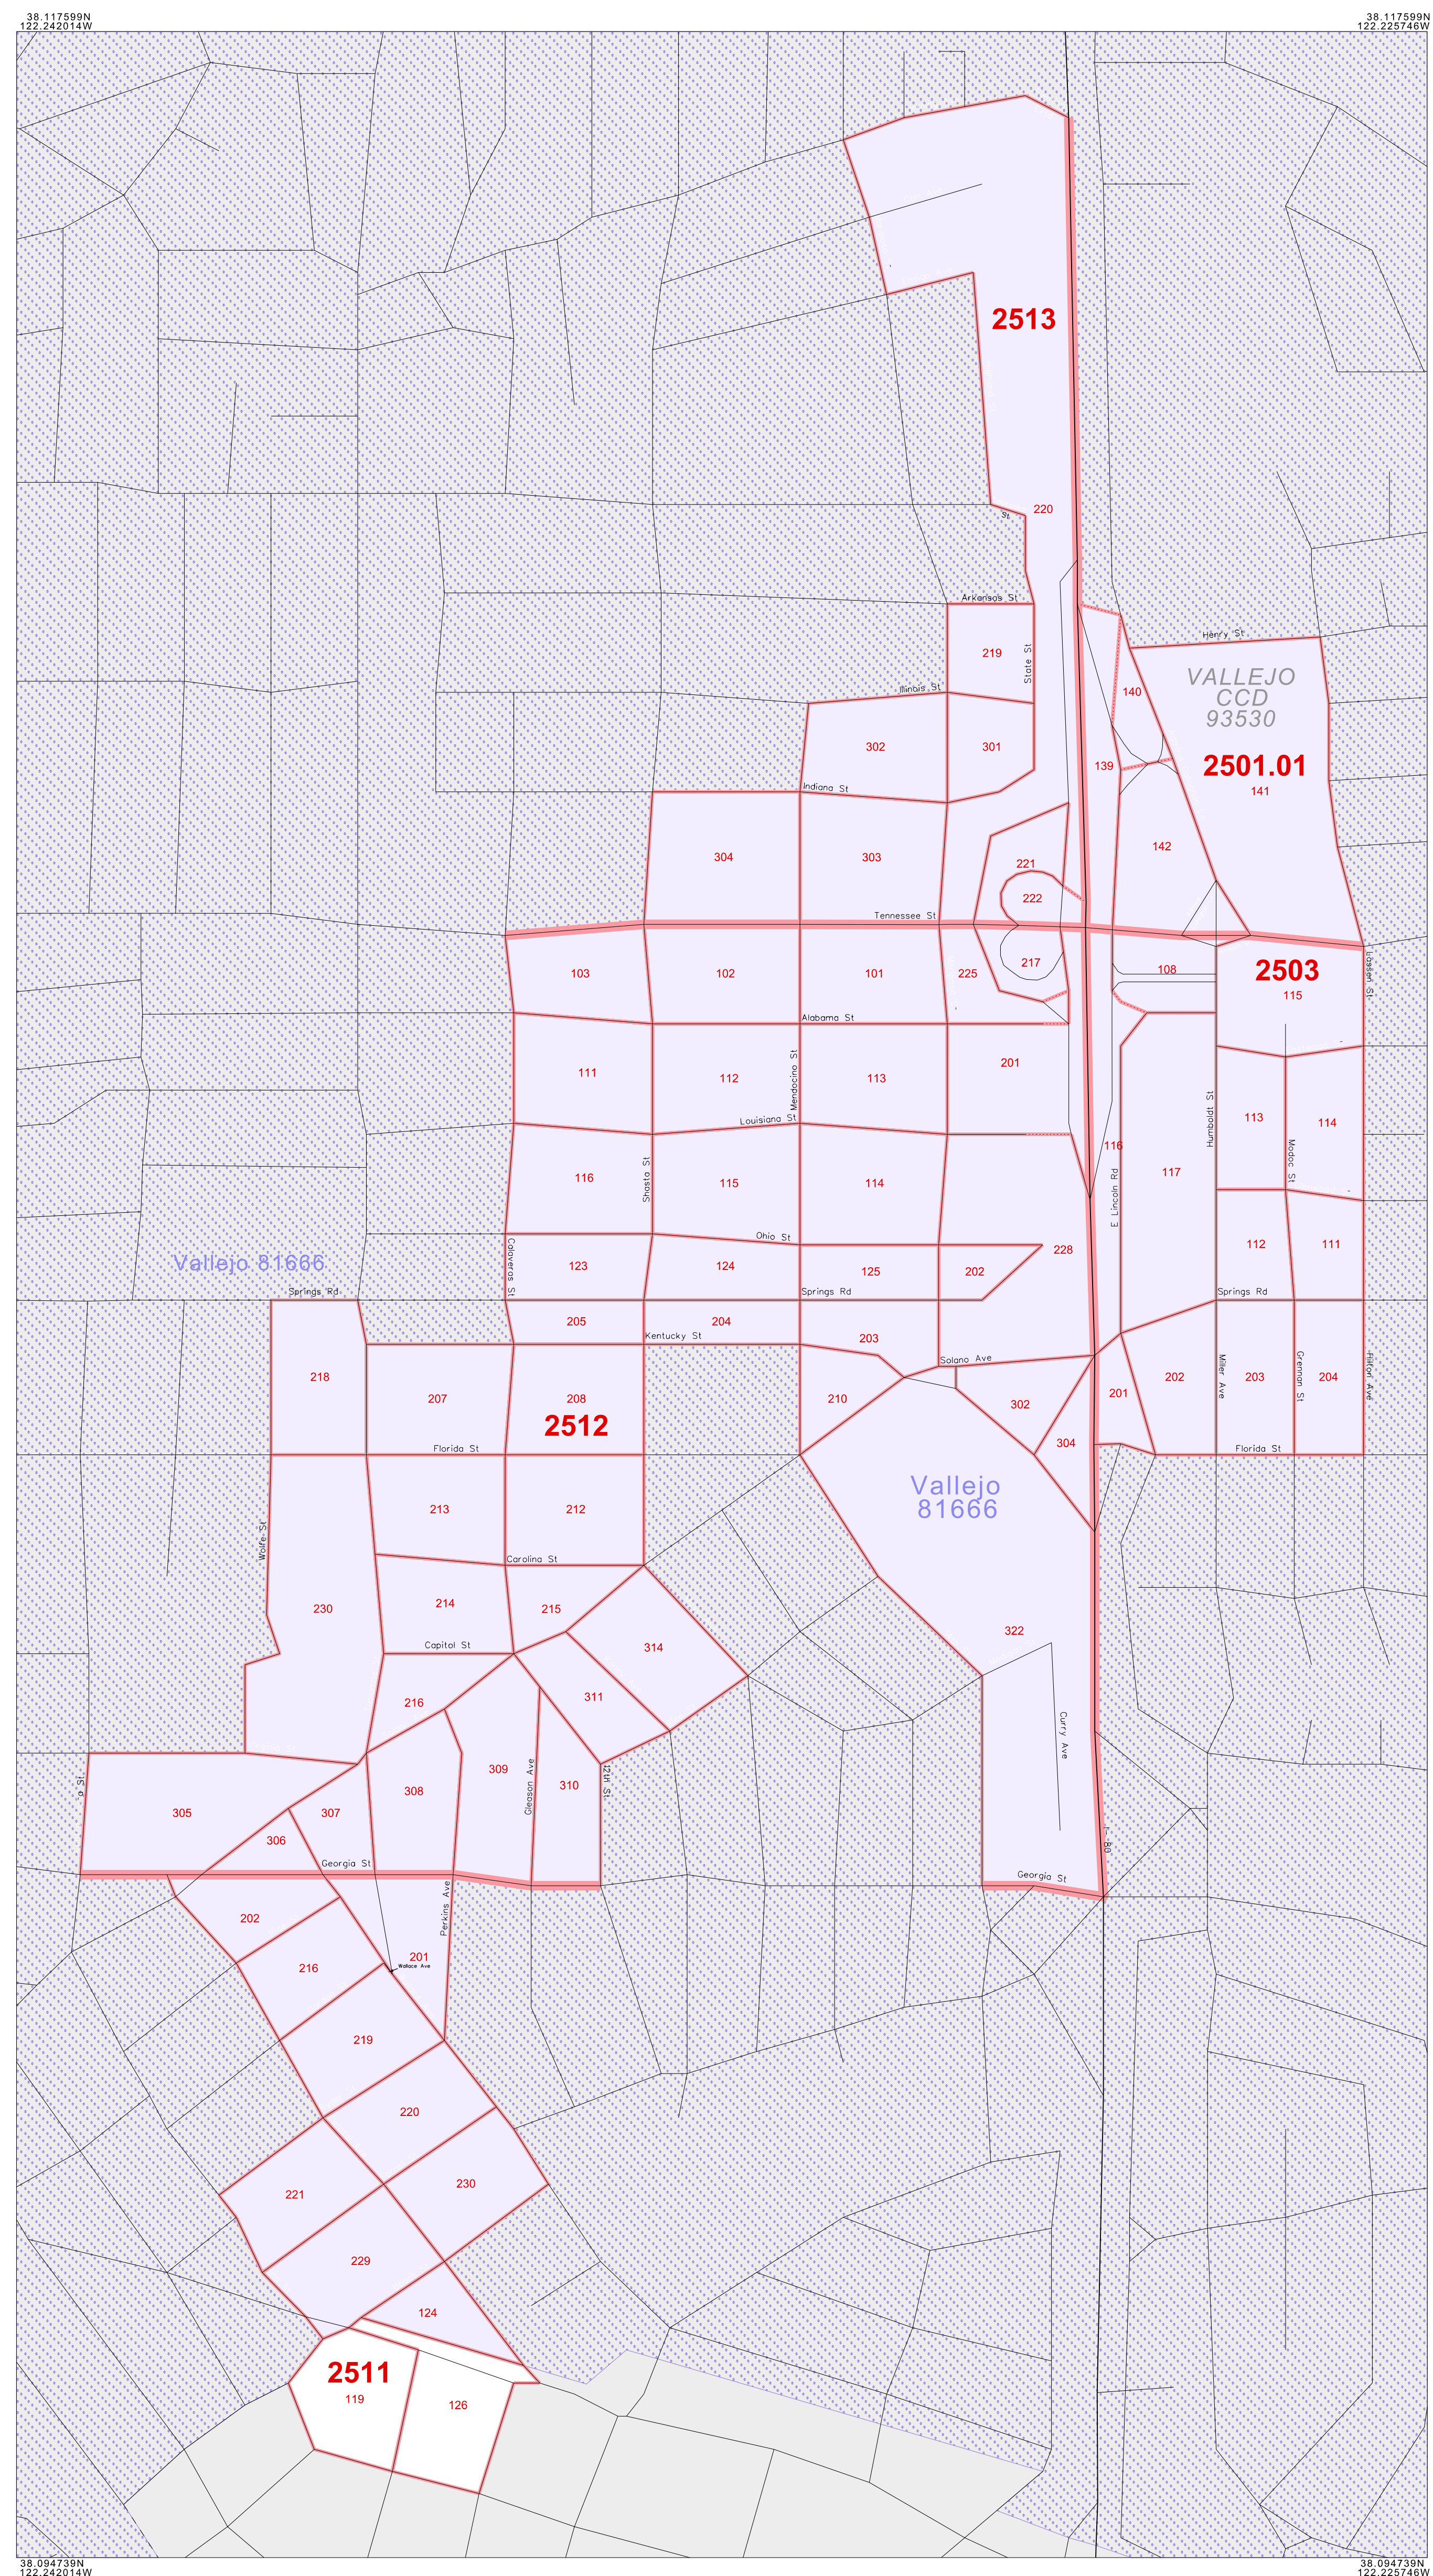 38.117599N
122.242014W
38.117599N
122.225746W
2513
220
St
Arkansas St
219
State St
Henry St
VALLEJO
CCD
93530
140
Illinois St
302
301
139
2501.01
141
Indiana St
304
303
142
221
222
Tennessee St
103
102
101
225
217
108
2503
115
Lassen St
Alabama St
111
112
Mendocino St
113
201
Humboldt St
113
114
Louisiana St
116
Modoc St
116
Shasta St
115
114
E Lincoln Rd
117
Ohio St
228
112
111
Vallejo 81666
Calaveras St
123
124
125
202
Springs Rd
Springs Rd
Springs Rd
205
204
Kentucky St
203
Solano Ave
218
207
208
210
302
201
202
Miller Ave
203
Grennan St
204
Hilton Ave
2512
304
Florida St
Florida St
Vallejo
81666
213
212
Wolfe St
Carolina St
230
214
215
322
Capitol St
314
216
311
Curry Ave
309
305
o St
308
Gleason Ave
310
12th St
307
306
I- 80
Georgia St
Georgia St
202
Perkins Ave
201
Wallace Ave
216
219
220
221
230
229
124
2511
119
126
38.094739N
122.242014W
38.094739N
122.225746W